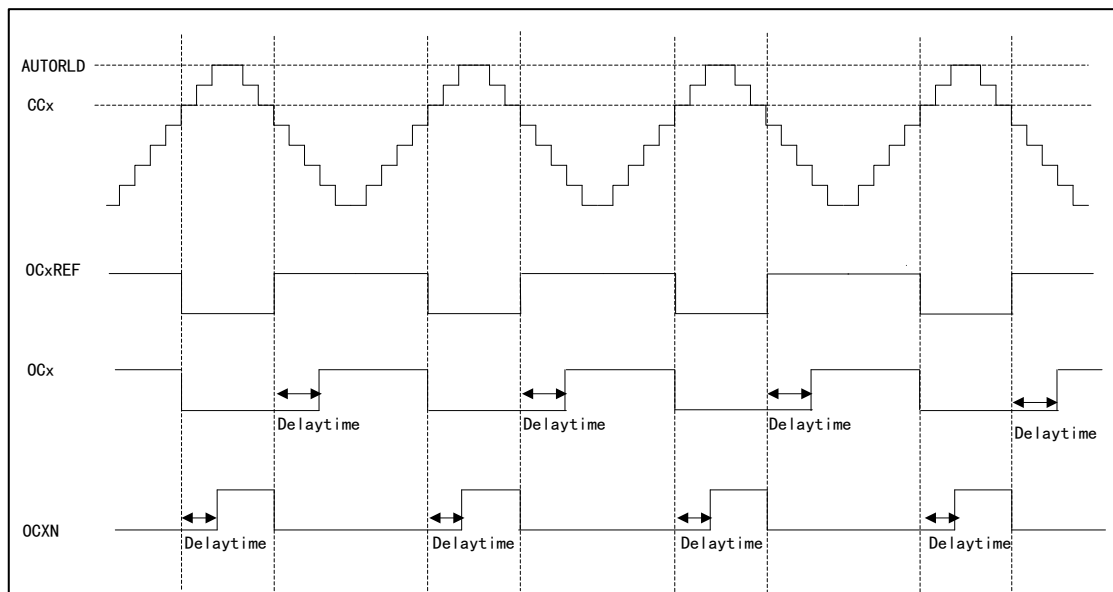 AUTORLD
CCx
OCxREF
OCx
Delaytime
Delaytime
Delaytime
Delaytime
OCXN
Delaytime
Delaytime
Delaytime
Delaytime